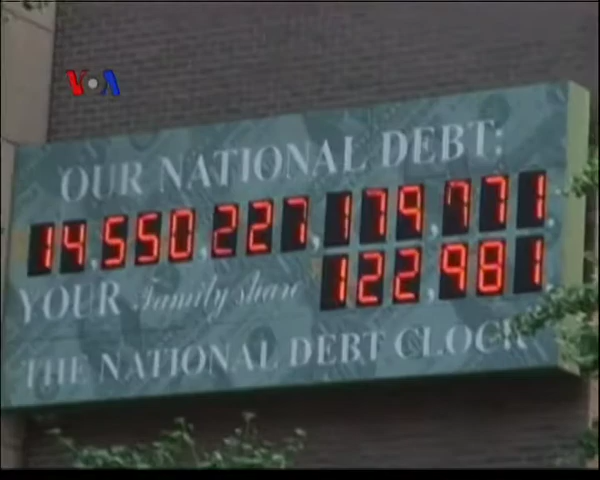 VOA
OUR NATIONAL DEBT:
14,550,227,179,771
YOUR Family share 122,981
THE NATIONAL DEBT CLOCK